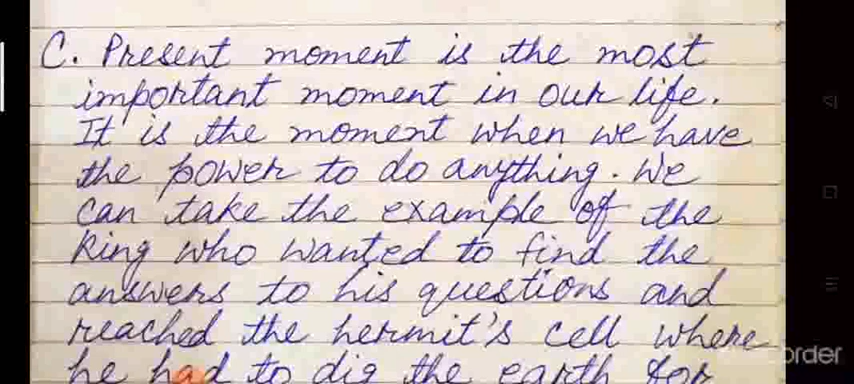 C. Present moment is the most
important moment in our life.
It is the moment when we have
the power to do anything. We
can take the example of the
King who wanted to find the
answers to his questions and
reached the hermit's cell where
he had to dig the earth for
order